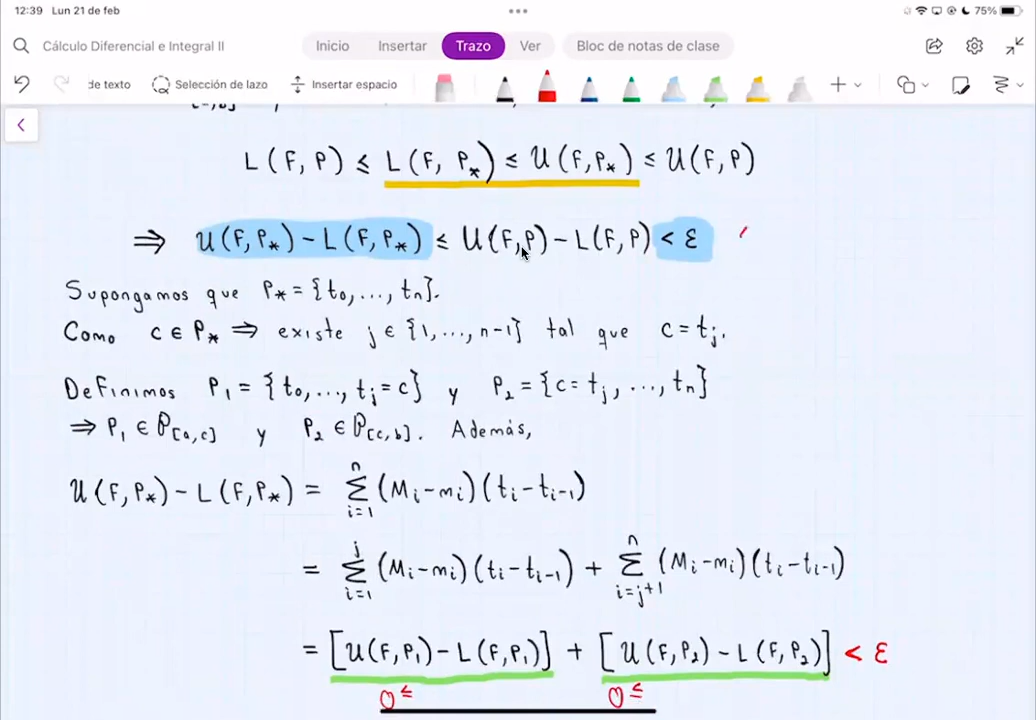 12:39 Lun 21 de feb 75%
Cálculo Diferencial e Integral II Inicio Insertar Trazo Ver Bloc de notas de clase
de texto Selección de lazo Insertar espacio
L(F, P) ≤ L(F, P*) ≤ U(F,P*) ≤ U(F,P)
⇒ U(F,P*) - L(F,P*) ≤ U(F,P) - L(F,P) < ε
Supongamos que P* = {t₀,..., tₙ}.
Como c ∈ P* ⇒ existe j ∈ {1,...,n-1} tal que c = tⱼ.
Definimos P₁ = {t₀,..., tⱼ = c} y P₂ = {c = tⱼ,..., tₙ}
⇒ P₁ ∈ 𝒫[a,c] y P₂ ∈ 𝒫[c,b]. Además,
U(F,P*) - L(F,P*) = Σ_{i=1}^{n} (Mᵢ-mᵢ)(tᵢ-tᵢ₋₁)
= Σ_{i=1}^{j} (Mᵢ-mᵢ)(tᵢ-tᵢ₋₁) + Σ_{i=j+1}^{n} (Mᵢ-mᵢ)(tᵢ-tᵢ₋₁)
= [U(F,P₁) - L(F,P₁)] + [U(F,P₂) - L(F,P₂)] < ε
0 ≤ 0 ≤